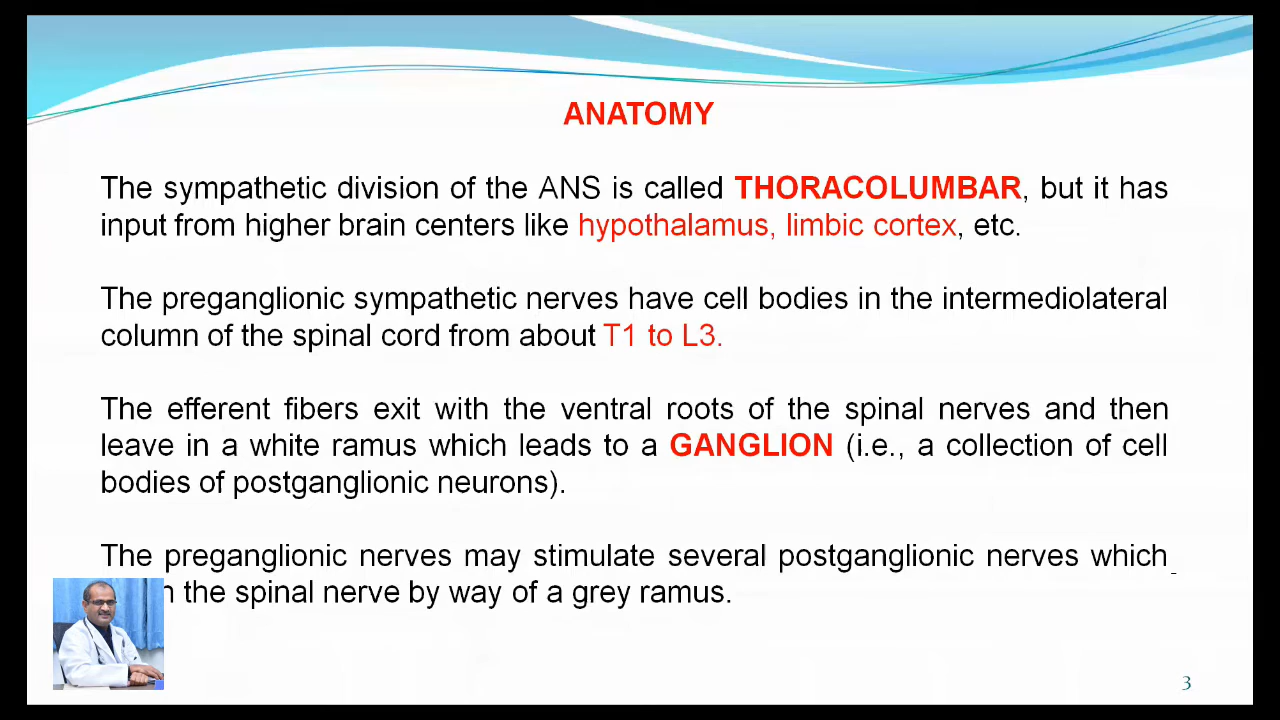 ANATOMY
The sympathetic division of the ANS is called THORACOLUMBAR, but it has
input from higher brain centers like hypothalamus, limbic cortex, etc.
The preganglionic sympathetic nerves have cell bodies in the intermediolateral
column of the spinal cord from about T1 to L3.
The efferent fibers exit with the ventral roots of the spinal nerves and then
leave in a white ramus which leads to a GANGLION (i.e., a collection of cell
bodies of postganglionic neurons).
The preganglionic nerves may stimulate several postganglionic nerves which
the spinal nerve by way of a grey ramus.
3